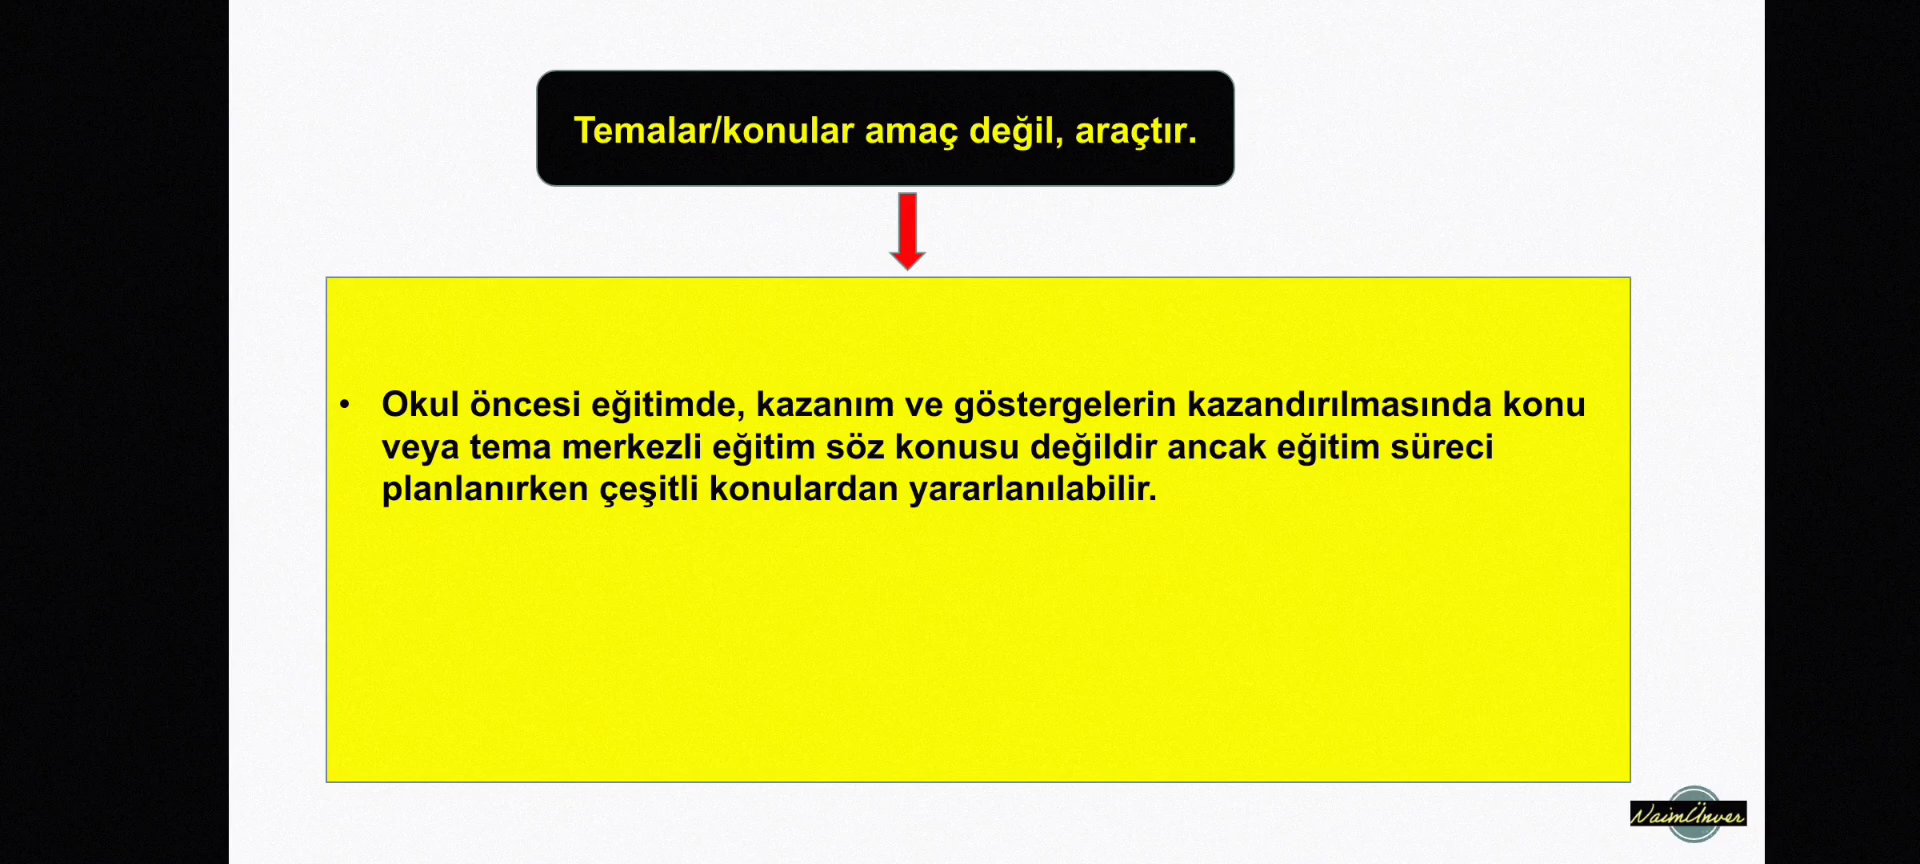 Temalar/konular amaç değil, araçtır.
• Okul öncesi eğitimde, kazanım ve göstergelerin kazandırılmasında konu
veya tema merkezli eğitim söz konusu değildir ancak eğitim süreci
planlanırken çeşitli konulardan yararlanılabilir.
NaimÜnver